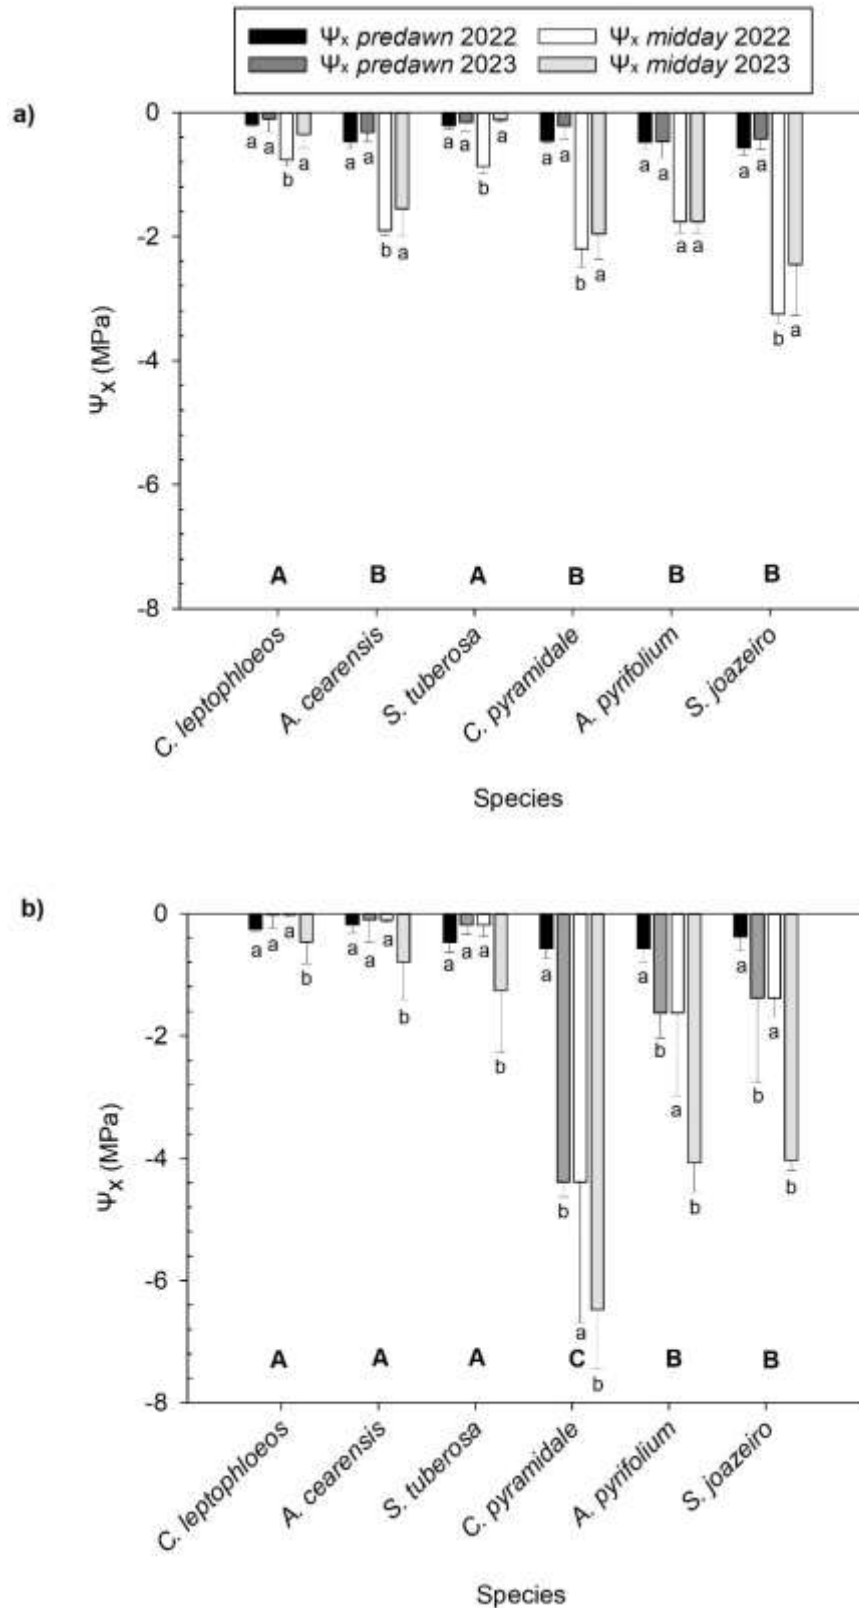 Ψx predawn 2022 Ψx midday 2022
Ψx predawn 2023 Ψx midday 2023
a)
0
-2
-4
-6
-8
Ψx (MPa)
a a b a a a b a a a b a a a b a a a a a a a b a
A B A B B B
C. leptophloeos
A. cearensis
S. tuberosa
C. pyramidale
A. pyrifolium
S. joazeiro
Species
b)
0
-2
-4
-6
-8
Ψx (MPa)
a a a b a a a b a a a b a b a b a b a b a b a b
A A A C B B
C. leptophloeos
A. cearensis
S. tuberosa
C. pyramidale
A. pyrifolium
S. joazeiro
Species